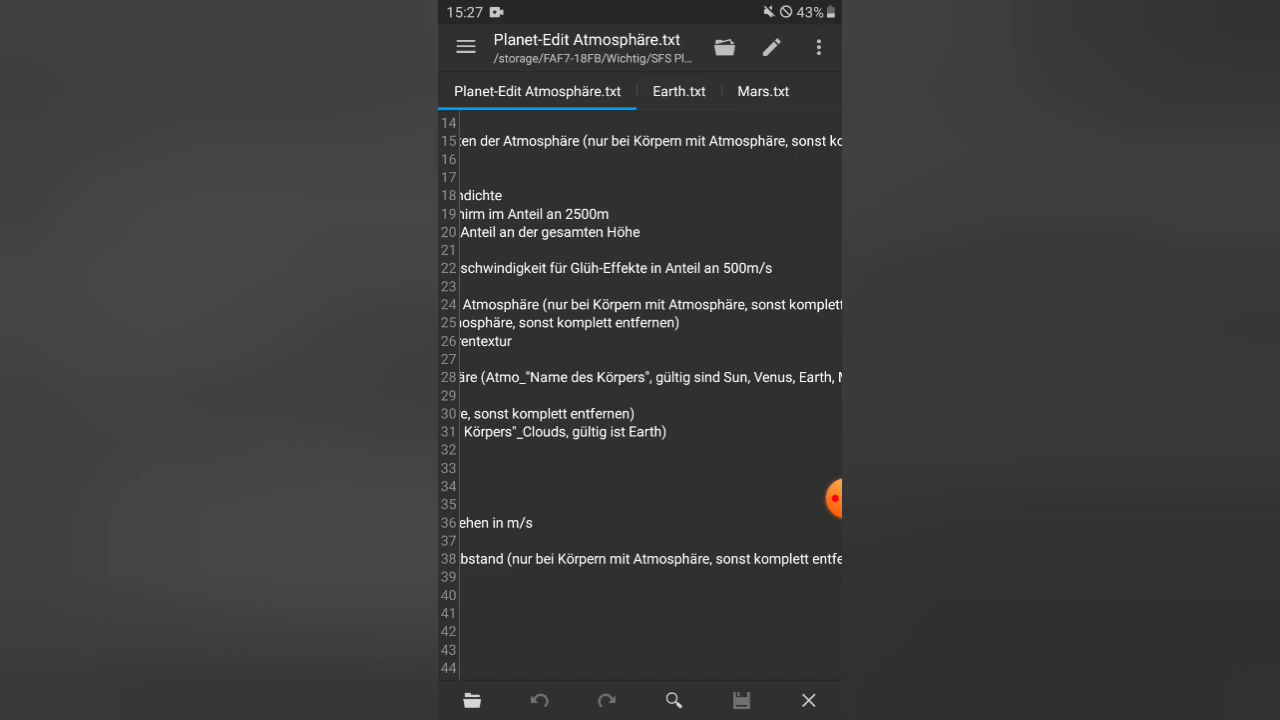 15:27 43%
Planet-Edit Atmosphäre.txt
/storage/FAF7-18FB/Wichtig/SFS Pl...
Planet-Edit Atmosphäre.txt Earth.txt Mars.txt
14
15 en der Atmosphäre (nur bei Körpern mit Atmosphäre, sonst ko
16
17
18 ndichte
19 hirm im Anteil an 2500m
20 Anteil an der gesamten Höhe
21
22 schwindigkeit für Glüh-Effekte in Anteil an 500m/s
23
24 Atmosphäre (nur bei Körpern mit Atmosphäre, sonst komplett
25 osphäre, sonst komplett entfernen)
26 rentextur
27
28 äre (Atmo_"Name des Körpers", gültig sind Sun, Venus, Earth, M
29
30 e, sonst komplett entfernen)
31 Körpers"_Clouds, gültig ist Earth)
32
33
34
35
36 ehen in m/s
37
38 bstand (nur bei Körpern mit Atmosphäre, sonst komplett entfe
39
40
41
42
43
44